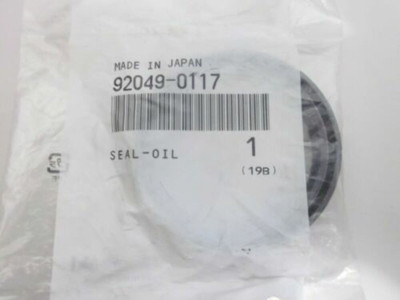 MADE IN JAPAN
92049-0117
SEAL-OIL
1
(19B)